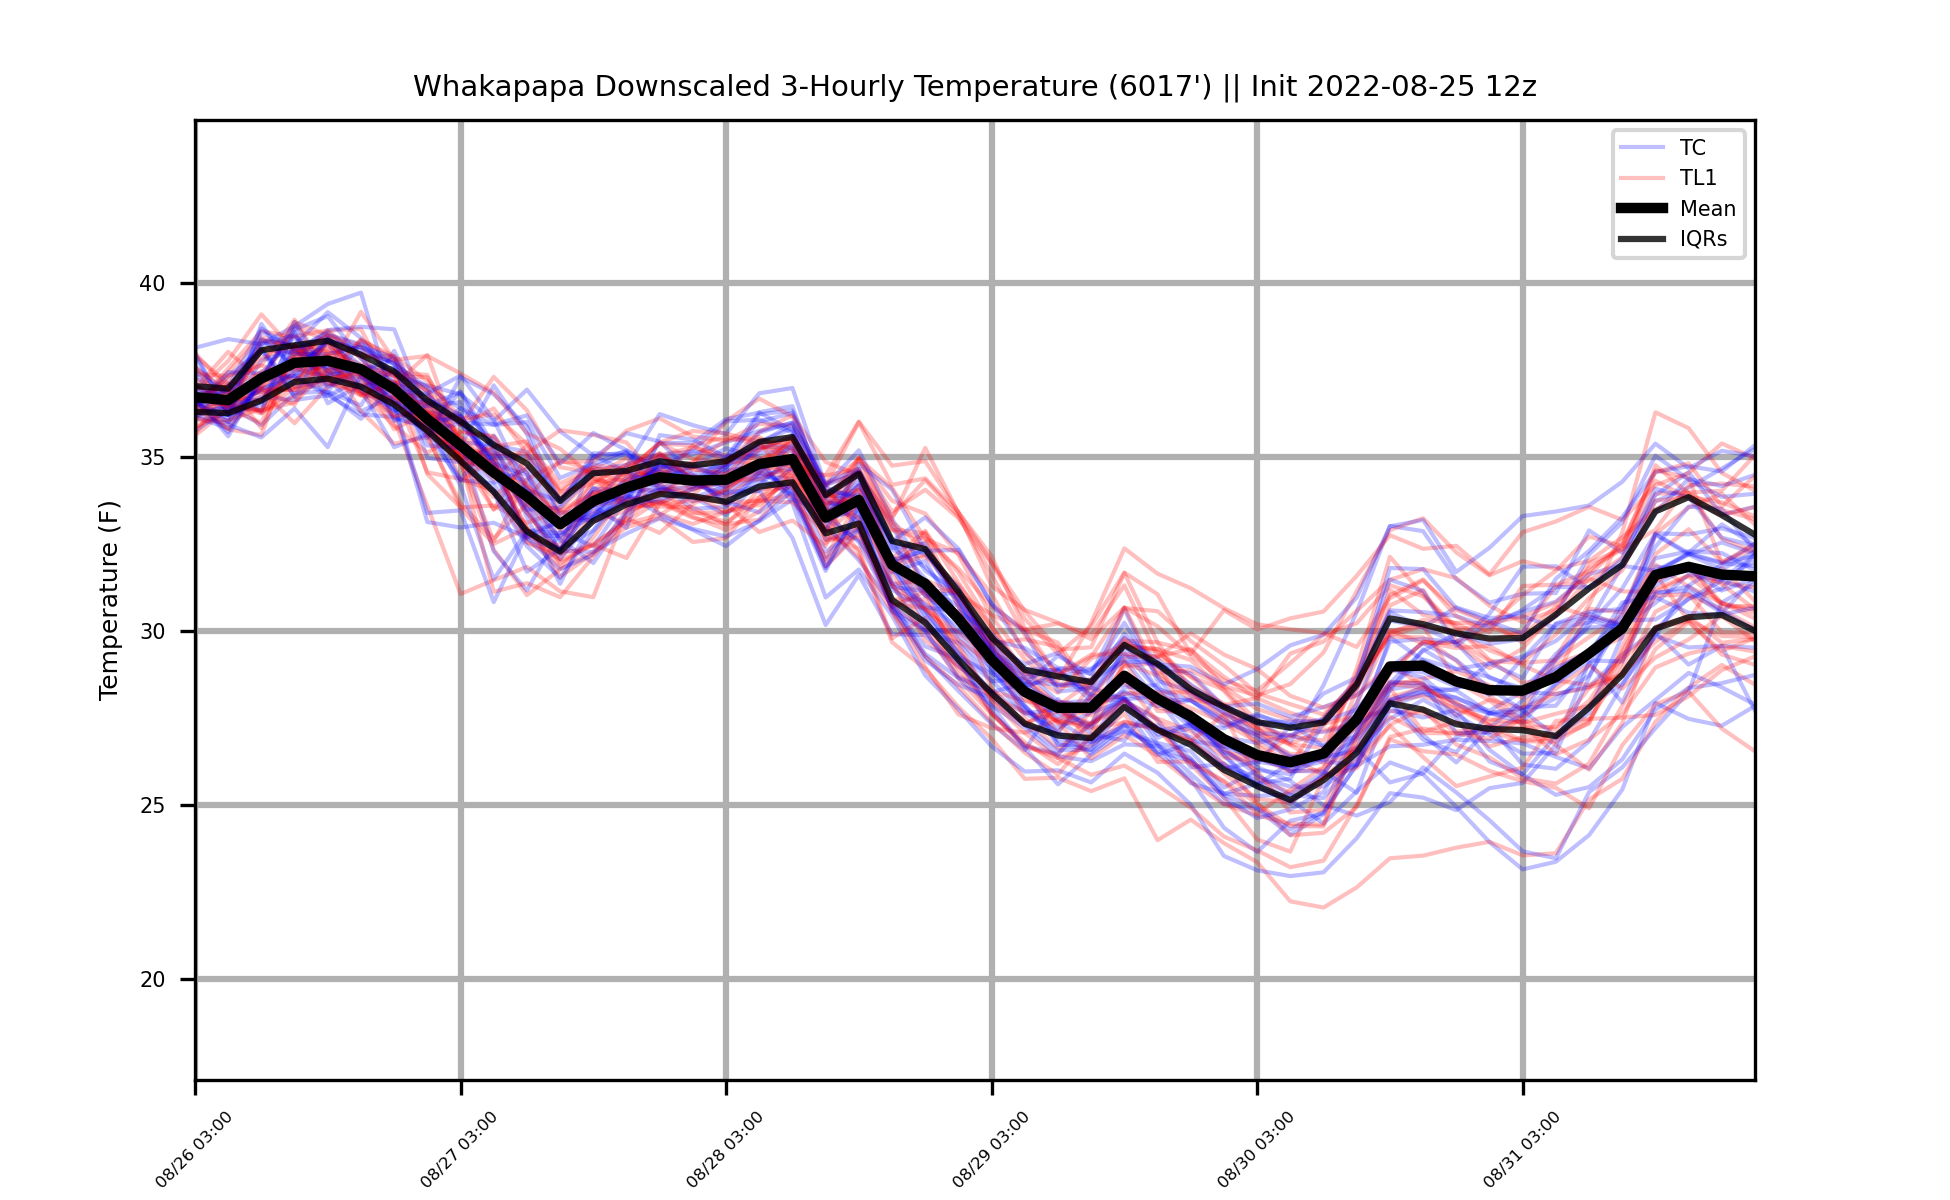 Whakapapa Downscaled 3-Hourly Temperature (6017') || Init 2022-08-25 12z
TC
TL1
Mean
IQRs
Temperature (F)
40
35
30
25
20
08/26 03:00
08/27 03:00
08/28 03:00
08/29 03:00
08/30 03:00
08/31 03:00